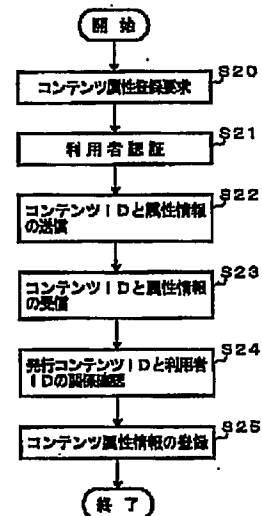 開始
S20
コンテンツ属性登録要求
S21
利用者認証
S22
コンテンツIDと属性情報
の送信
S23
コンテンツIDと属性情報
の受信
S24
発行コンテンツIDと利用者
IDの関係確認
S25
コンテンツ属性情報の登録
終了